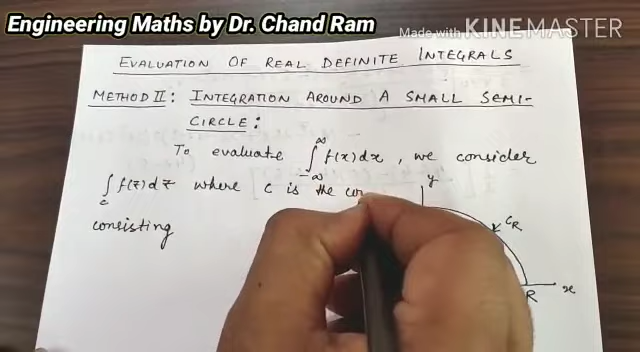 Engineering Maths by Dr. Chand Ram
Made with KINEMASTER
EVALUATION OF REAL DEFINITE INTEGRALS
METHOD II: INTEGRATION AROUND A SMALL SEMI-
CIRCLE:
To evaluate ∫_{-∞}^{∞} f(x)dx, we consider
∫_c f(z)dz where C is the
consisting
y
C_R
R
x